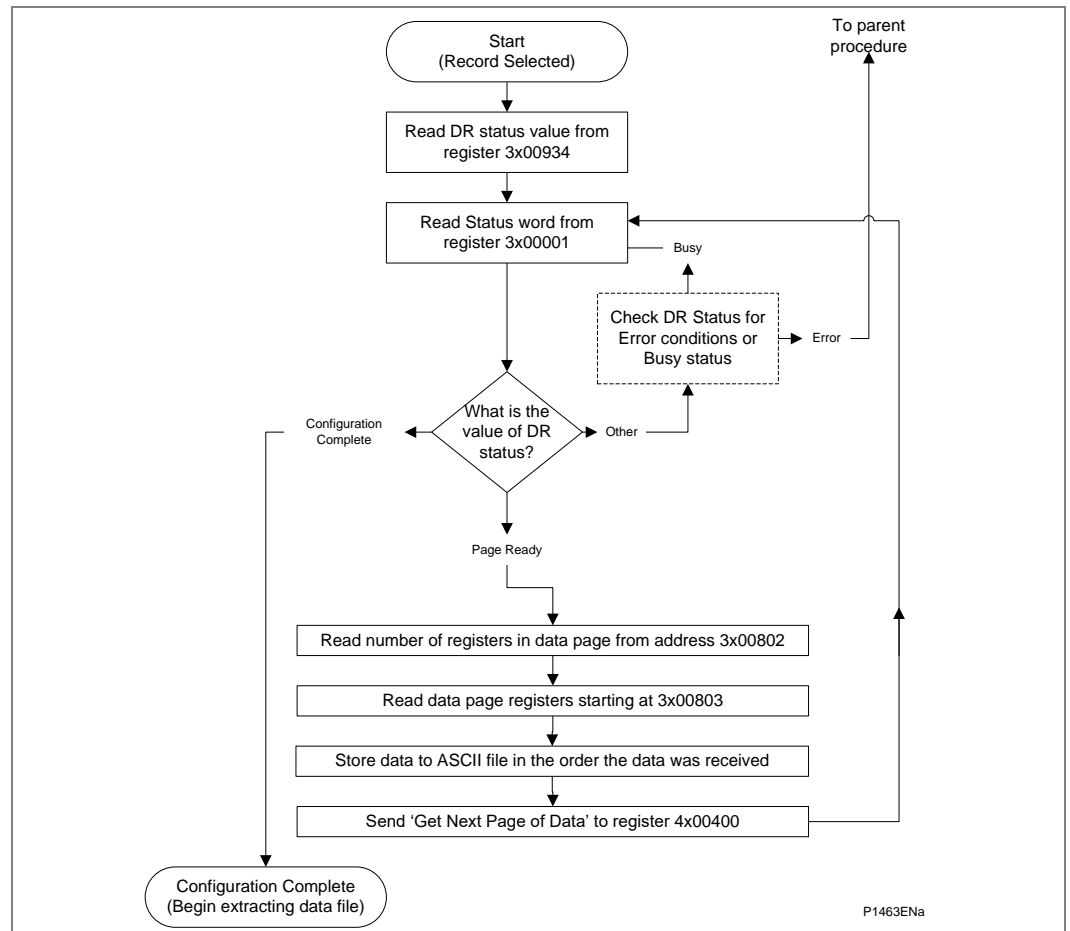 Start
(Record Selected)
To parent
procedure
Read DR status value from
register 3x00934
Read Status word from
register 3x00001
Busy
Check DR Status for
Error conditions or
Busy status
Error
What is the
value of DR
status?
Configuration
Complete
Other
Page Ready
Read number of registers in data page from address 3x00802
Read data page registers starting at 3x00803
Store data to ASCII file in the order the data was received
Send ‘Get Next Page of Data’ to register 4x00400
Configuration Complete
(Begin extracting data file)
P1463ENa